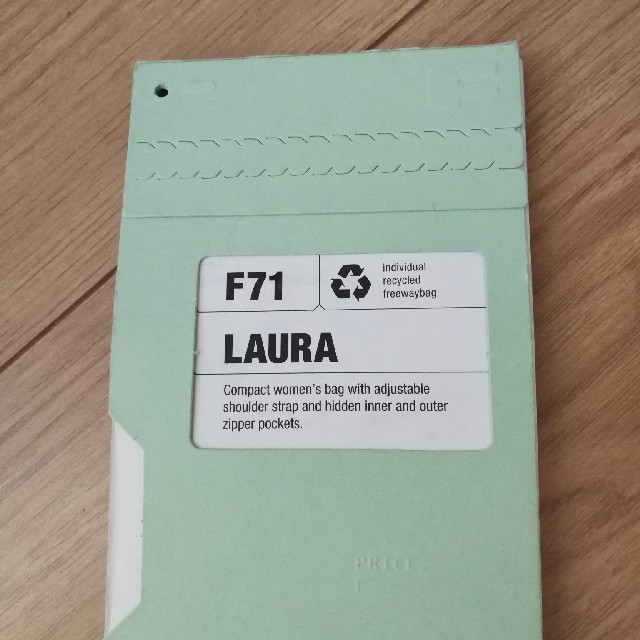 F71
individual
recycled
freewaybag
LAURA
Compact women's bag with adjustable
shoulder strap and hidden inner and outer
zipper pockets.
PRICE